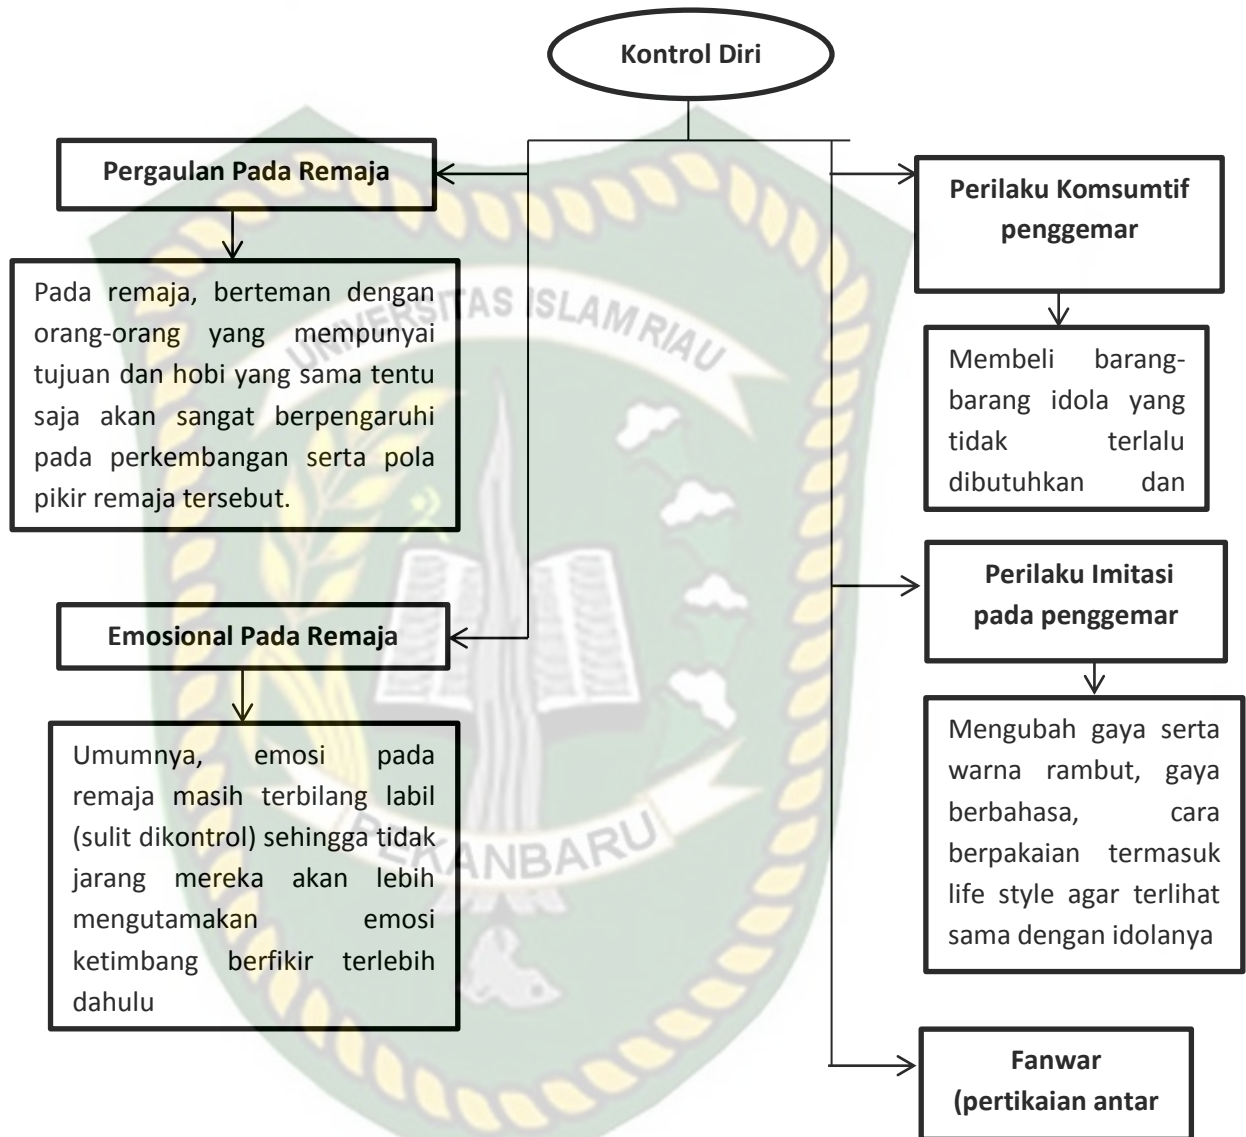 Kontrol Diri
Pergaulan Pada Remaja
Pada remaja, berteman dengan
orang-orang yang mempunyai
tujuan dan hobi yang sama tentu
saja akan sangat berpengaruhi
pada perkembangan serta pola
pikir remaja tersebut.
Emosional Pada Remaja
Umumnya, emosi pada
remaja masih terbilang labil
(sulit dikontrol) sehingga tidak
jarang mereka akan lebih
mengutamakan emosi
ketimbang berfikir terlebih
dahulu
Perilaku Komsumtif
penggemar
Membeli barang-
barang idola yang
tidak terlalu
dibutuhkan dan
Perilaku Imitasi
pada penggemar
Mengubah gaya serta
warna rambut, gaya
berbahasa, cara
berpakaian termasuk
life style agar terlihat
sama dengan idolanya
Fanwar
(pertikaian antar
UNIVERSITAS ISLAM RIAU
PEKANBARU